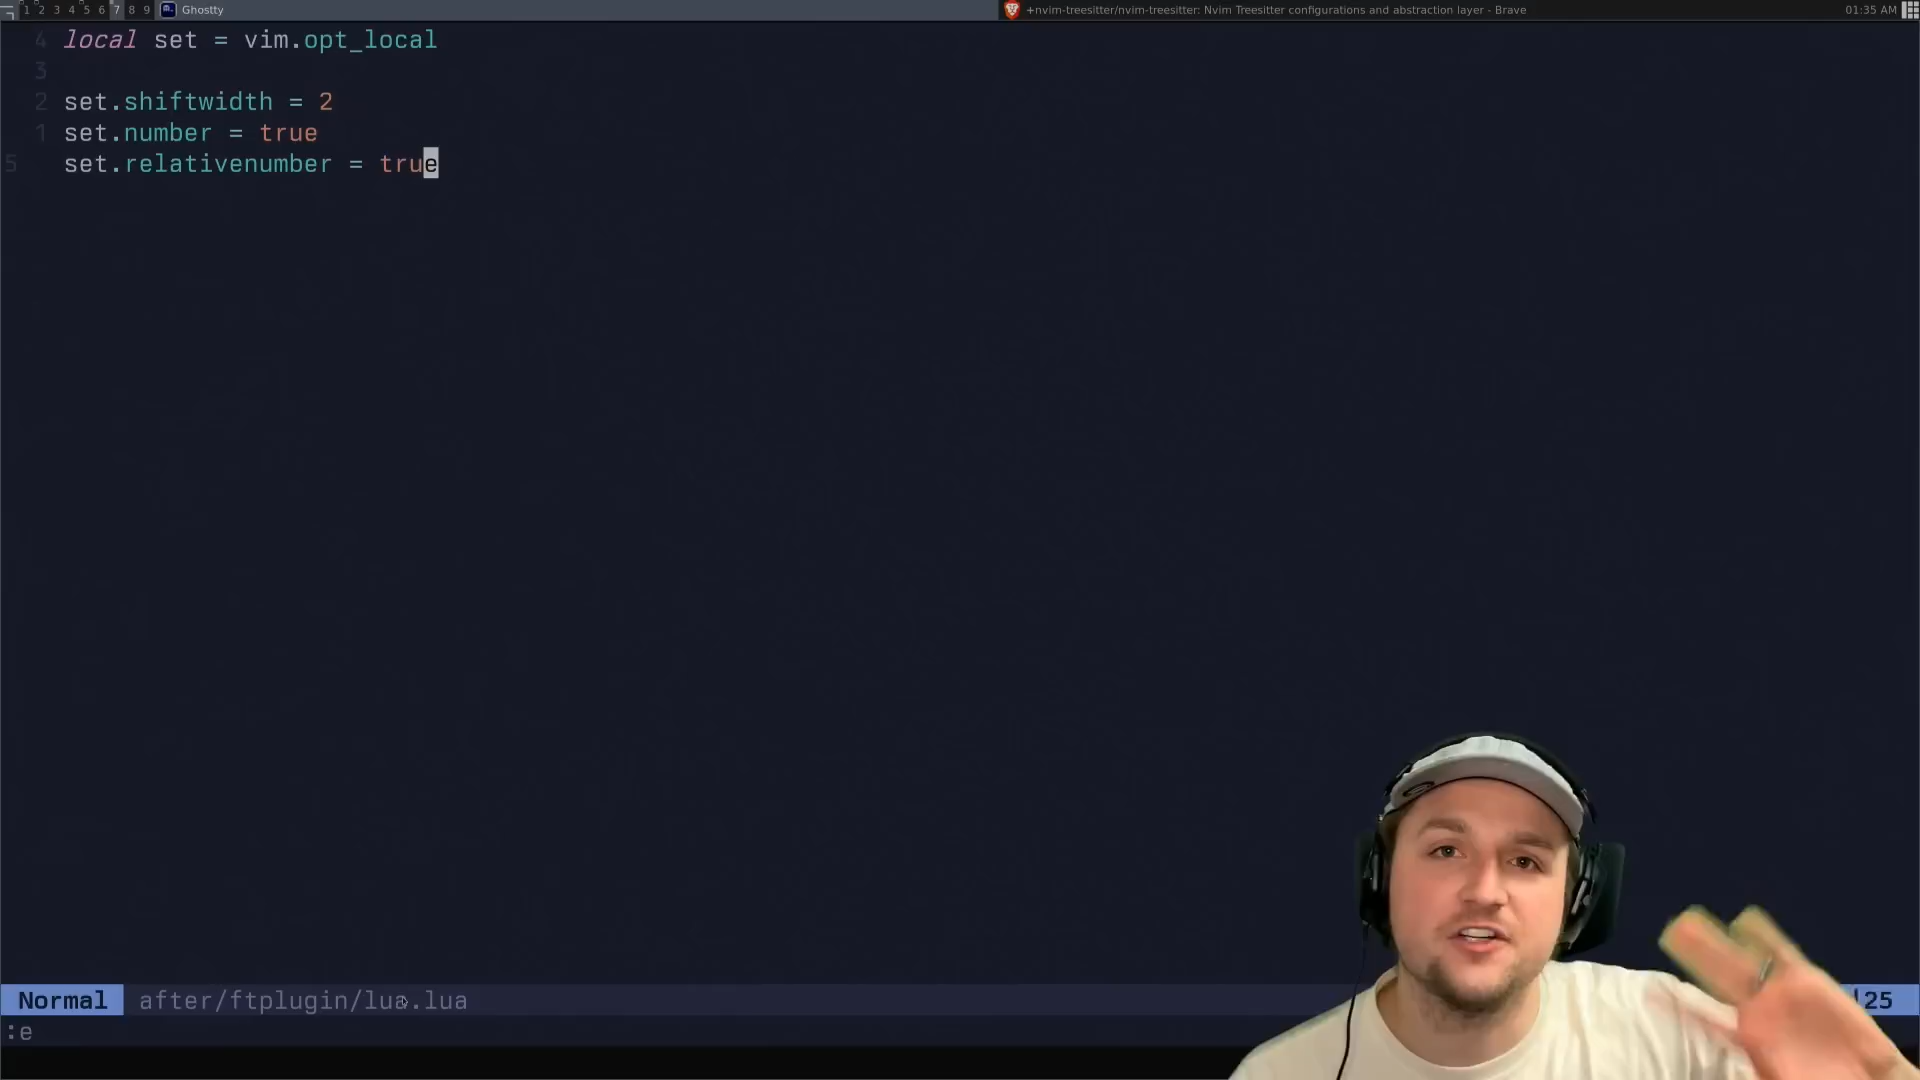 1 2 3 4 5 6 7 8 9 Ghostty +nvim-treesitter/nvim-treesitter: Nvim Treesitter configurations and abstraction layer - Brave 01:35 AM
4 local set = vim.opt_local
3
2 set.shiftwidth = 2
1 set.number = true
5 set.relativenumber = true
Normal after/ftplugin/lua.lua 25
:e